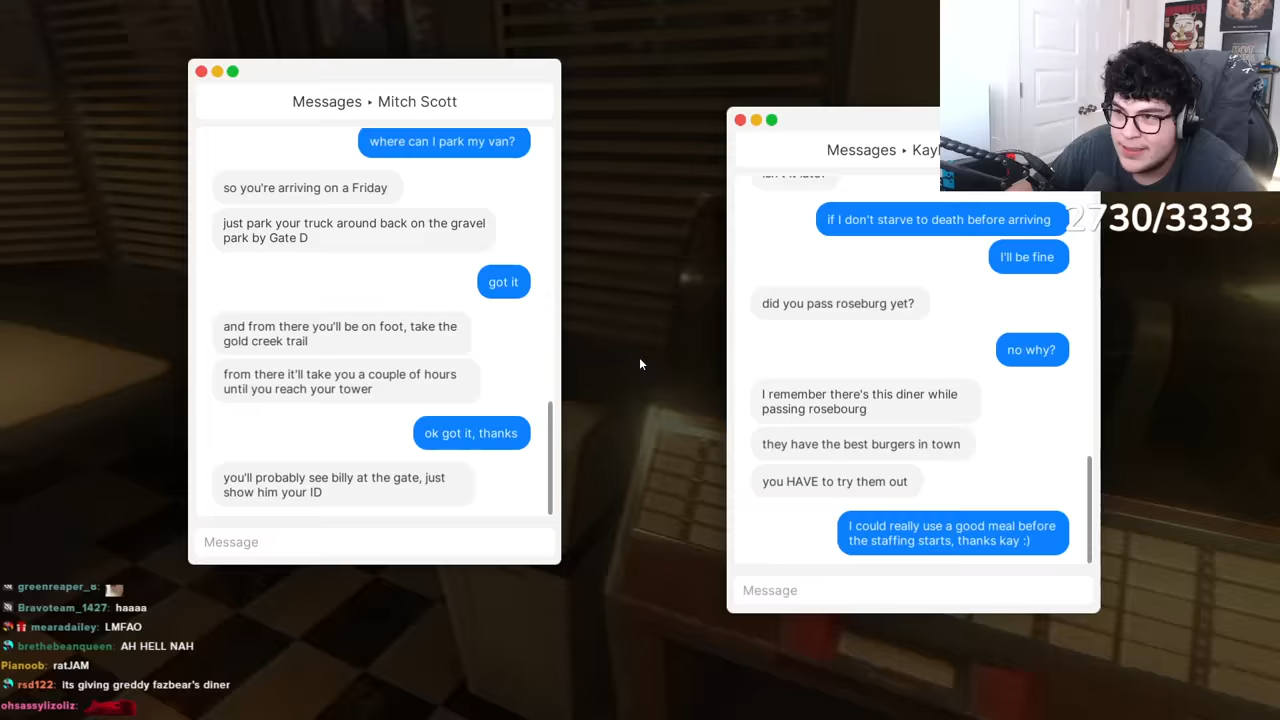 Messages ▸ Mitch Scott
where can I park my van?
so you're arriving on a Friday
just park your truck around back on the gravel
park by Gate D
got it
and from there you'll be on foot, take the
gold creek trail
from there it'll take you a couple of hours
until you reach your tower
ok got it, thanks
you'll probably see billy at the gate, just
show him your ID
Message
Messages ▸
if I don't starve to death before arriving
I'll be fine
did you pass roseburg yet?
no why?
I remember there's this diner while
passing rosebourg
they have the best burgers in town
you HAVE to try them out
I could really use a good meal before
the staffing starts, thanks kay :)
Message
2730/3333
greenreaper_8:
Bravoteam_1427: haaaa
mearadailey: LMFAO
brethebeanqueen: AH HELL NAH
Pianoob: ratJAM
rsd122: its giving greddy fazbear's diner
ohsassylizoliz: